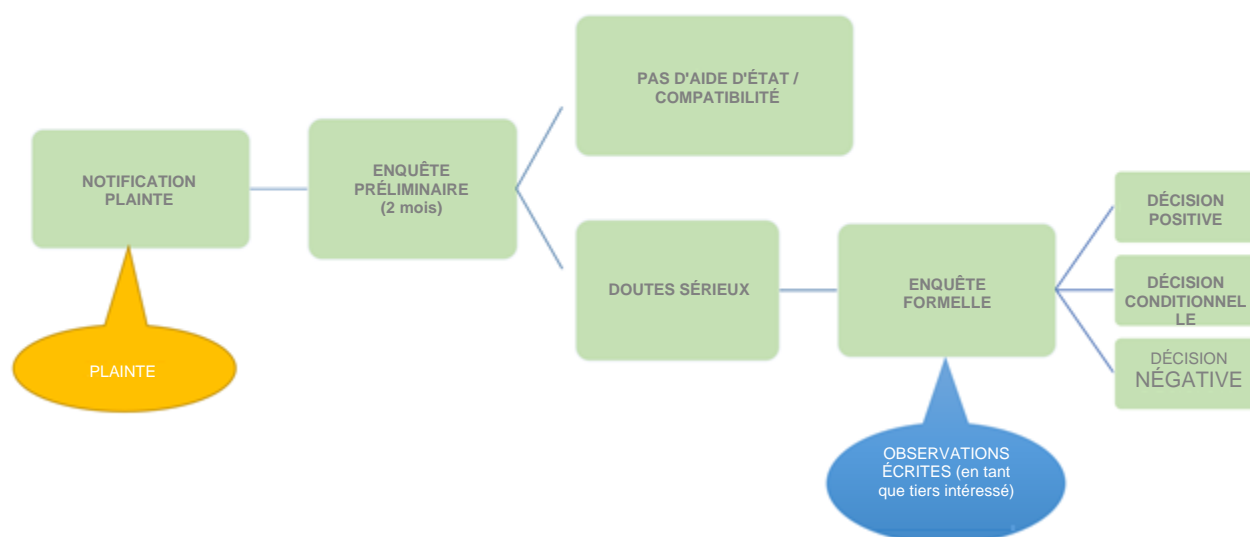 NOTIFICATION
PLAINTE
PLAINTE
ENQUÊTE
PRÉLIMINAIRE
(2 mois)
PAS D'AIDE D'ÉTAT /
COMPATIBILITÉ
DOUTES SÉRIEUX
ENQUÊTE
FORMELLE
OBSERVATIONS
ÉCRITES (en tant
que tiers intéressé)
DÉCISION
POSITIVE
DÉCISION
CONDITIONNEL
LE
DÉCISION
NÉGATIVE